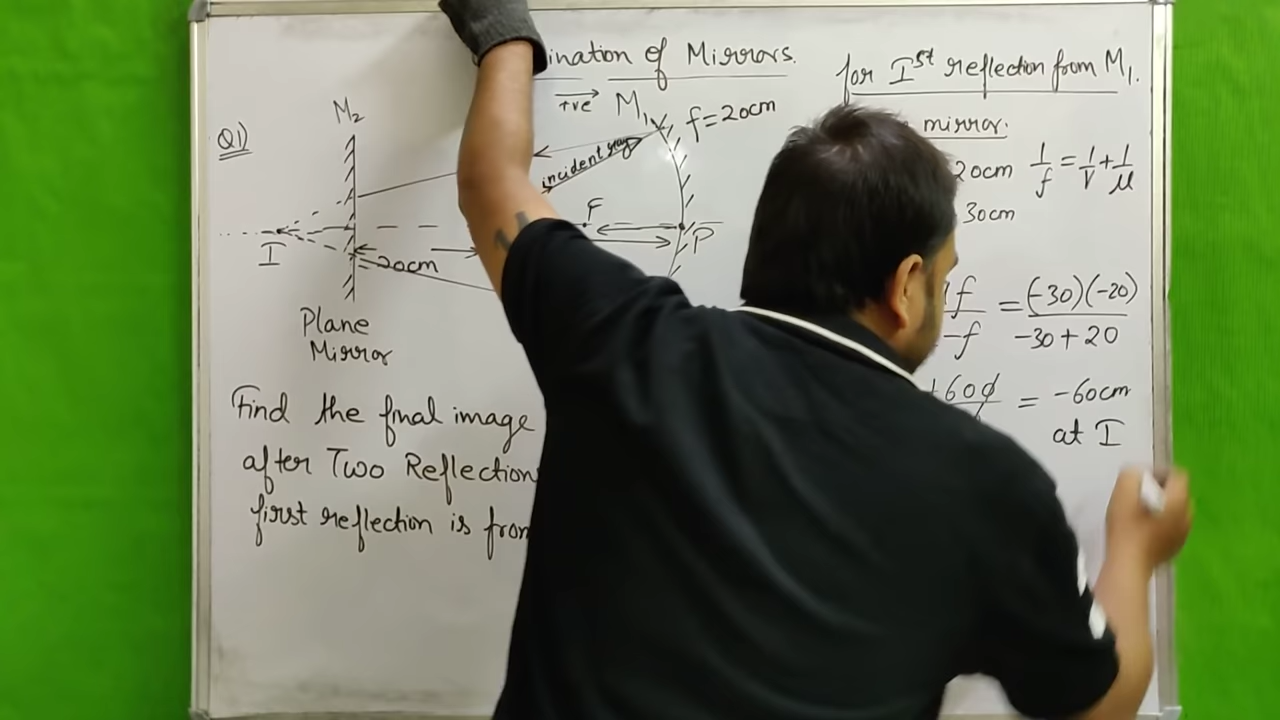 ination of Mirrors.
+ve
Q1)
M₂
M₁
f=20cm
incident ray
F
P
I
20cm
Plane
Mirror
Find the final image
after Two Reflection
first reflection is from
for Iˢᵗ reflection from M₁.
mirror.
20cm 1/f = 1/v + 1/u
30cm
f/-f = (-30)(-20)/-30+20
+600 = -60cm
at I